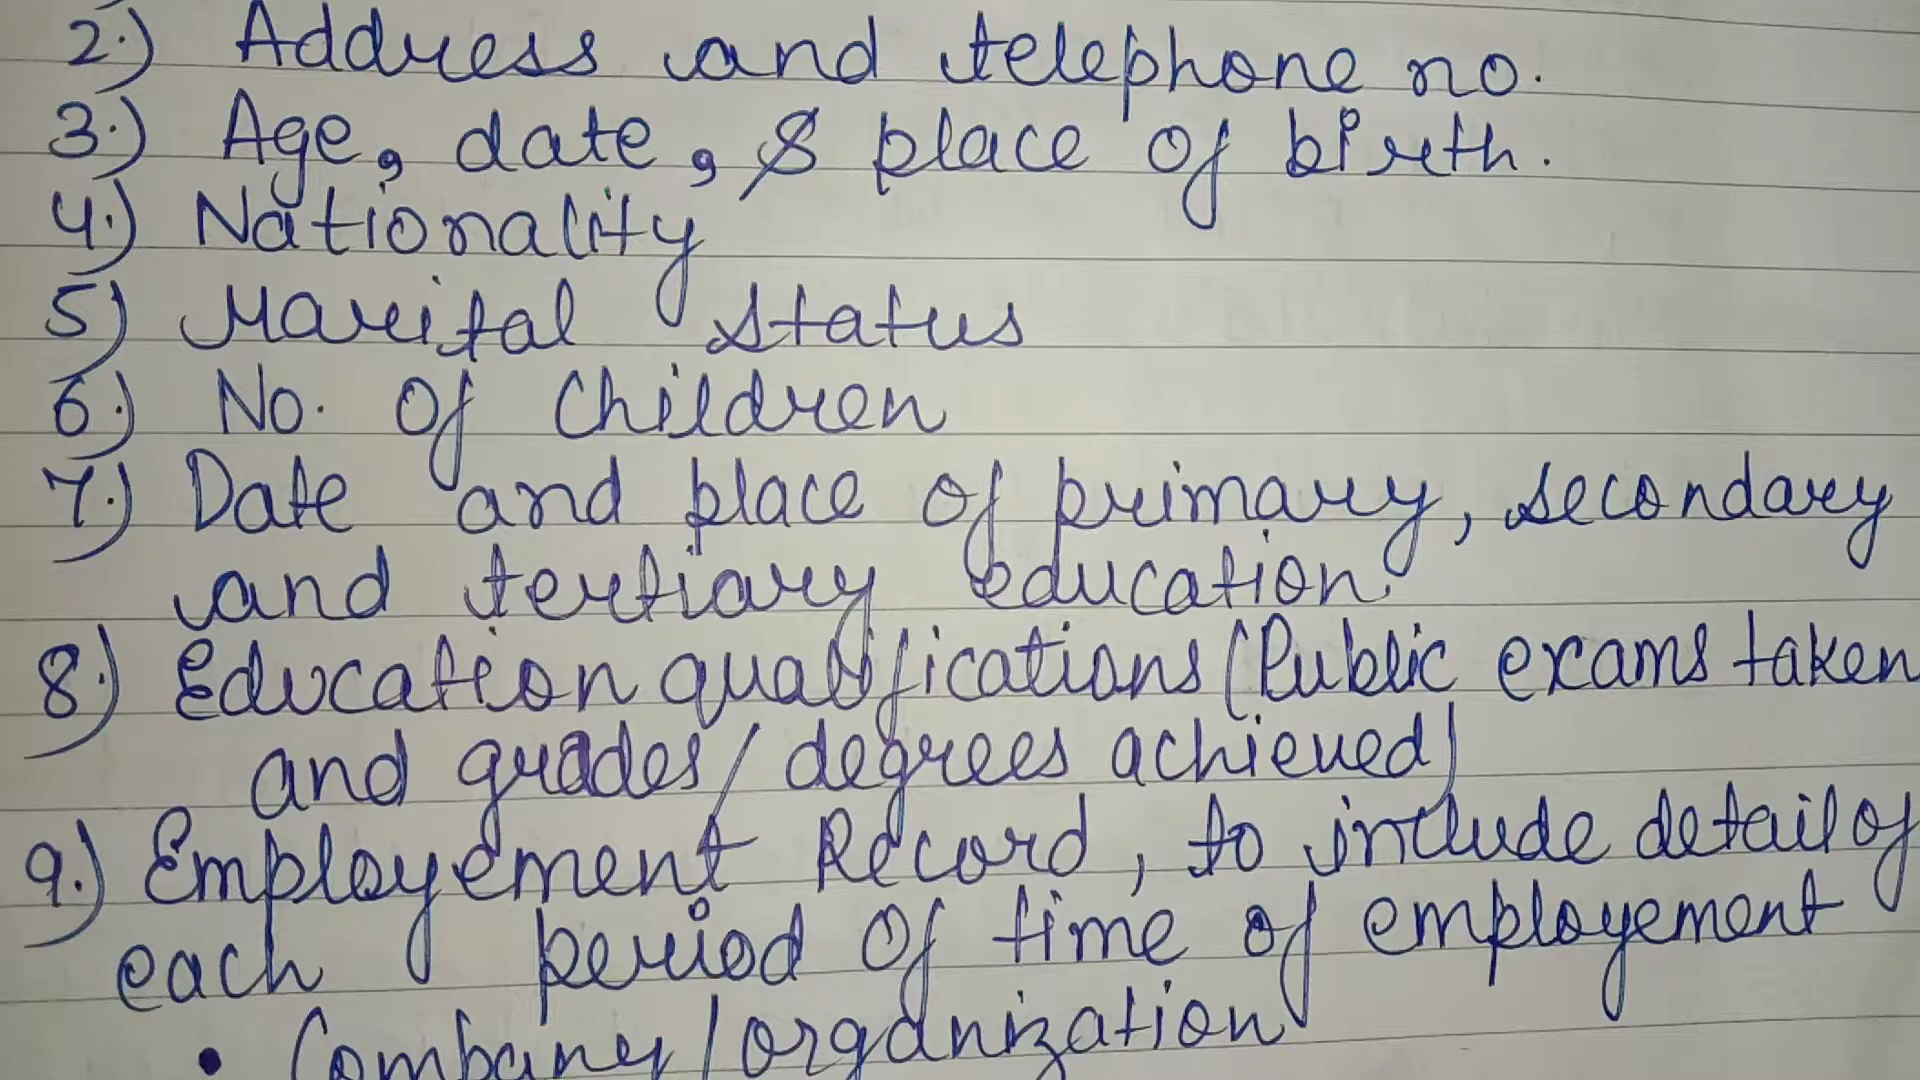 2.) Address and telephone no.
3.) Age, date, & place of birth.
4.) Nationality
5) Marital status
6.) No. of Children
7.) Date and place of primary, secondary
and tertiary education.
8.) Education qualifications (Public exams taken
and grades/degrees achieved)
9.) Employement Record, to include detail of
each period of time of employement
• Company/organization